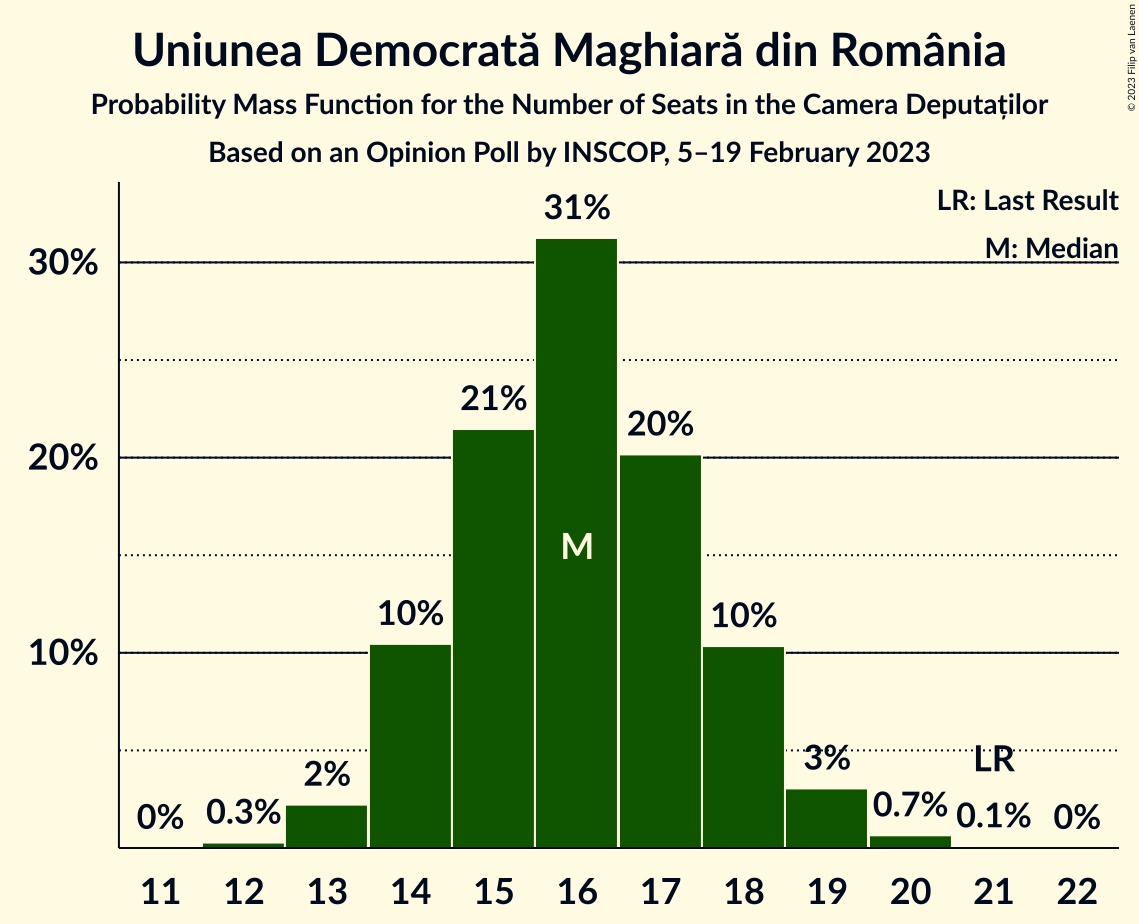 Uniunea Democrată Maghiară din România
Probability Mass Function for the Number of Seats in the Camera Deputaților
Based on an Opinion Poll by INSCOP, 5–19 February 2023
© 2023 Filip van Laenen
LR: Last Result
M: Median
30%
20%
10%
0%
0.3%
2%
10%
21%
31%
20%
10%
3%
0.7%
0.1%
0%
M
LR
11 12 13 14 15 16 17 18 19 20 21 22